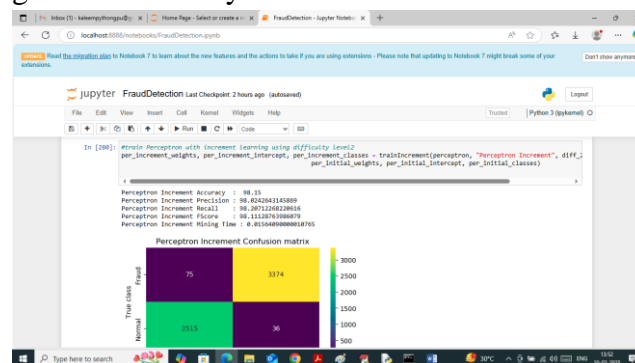 Inbox (1) - kaleempythongpu@g
Home Page - Select or create a n
FraudDetection - Jupyter Notebo
localhost:8888/notebooks/FraudDetection.ipynb
UPDATE Read the migration plan to Notebook 7 to learn about the new features and the actions to take if you are using extensions - Please note that updating to Notebook 7 might break some of your
extensions.
Don't show anymore
jupyter FraudDetection Last Checkpoint: 2 hours ago (autosaved)
Logout
File Edit View Insert Cell Kernel Widgets Help
Trusted Python 3 (ipykernel)
Run Code
In [280]: #train Perceptron with increment learning using difficulty level2
per_increment_weights, per_increment_intercept, per_increment_classes = trainIncrement(perceptron, "Perceptron Increment", diff_
per_initial_weights, per_initial_intercept, per_initial_classes)
Perceptron Increment Accuracy : 98.15
Perceptron Increment Precision : 98.0242643145869
Perceptron Increment Recall : 98.20712268220616
Perceptron Increment FScore : 98.11128763986079
Perceptron Increment Mining Time : 0.01564090000010765
Perceptron Increment Confusion matrix
True class
Fraud
Normal
75
3374
2515
36
3000
2500
2000
1500
1000
500
Type here to search
30°C
ENG
13:52